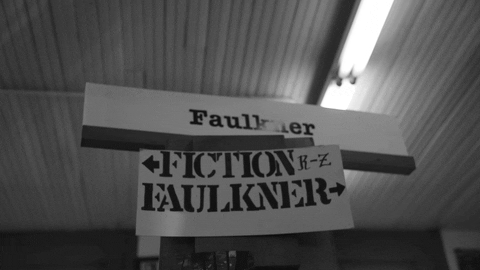 Faulkner
←FICTION K-Z
FAULKNER→